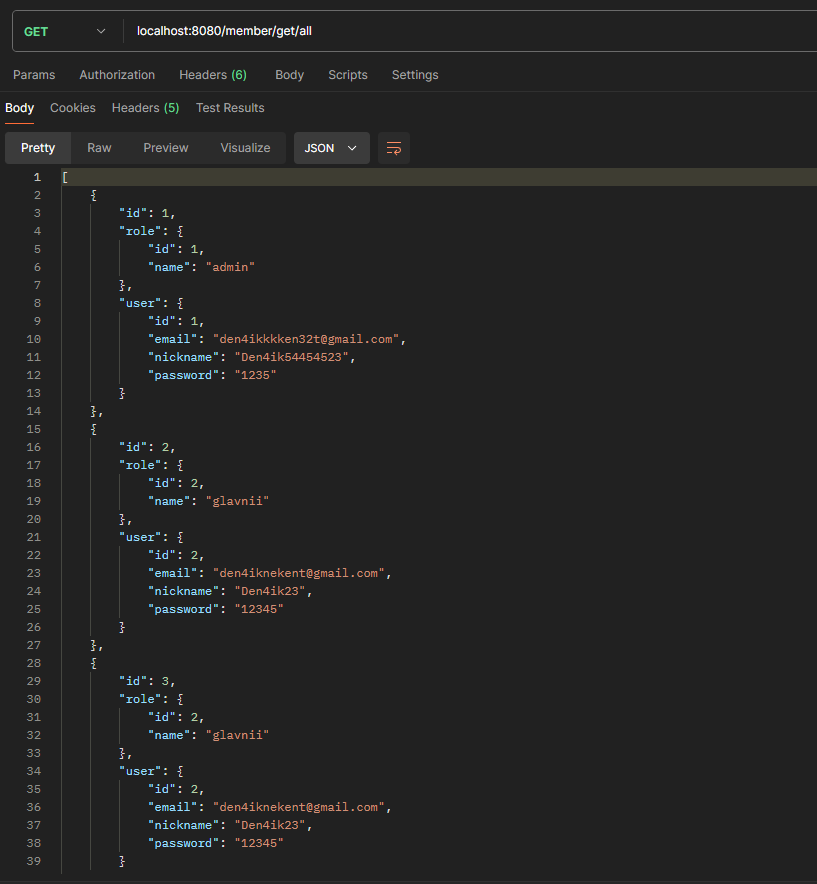 GET localhost:8080/member/get/all
Params Authorization Headers (6) Body Scripts Settings
Body Cookies Headers (5) Test Results
Pretty Raw Preview Visualize JSON
1 [
2 {
3 "id": 1,
4 "role": {
5 "id": 1,
6 "name": "admin"
7 },
8 "user": {
9 "id": 1,
10 "email": "den4ikkkken32t@gmail.com",
11 "nickname": "Den4ik54454523",
12 "password": "1235"
13 }
14 },
15 {
16 "id": 2,
17 "role": {
18 "id": 2,
19 "name": "glavnii"
20 },
21 "user": {
22 "id": 2,
23 "email": "den4iknekent@gmail.com",
24 "nickname": "Den4ik23",
25 "password": "12345"
26 }
27 },
28 {
29 "id": 3,
30 "role": {
31 "id": 2,
32 "name": "glavnii"
33 },
34 "user": {
35 "id": 2,
36 "email": "den4iknekent@gmail.com",
37 "nickname": "Den4ik23",
38 "password": "12345"
39 }